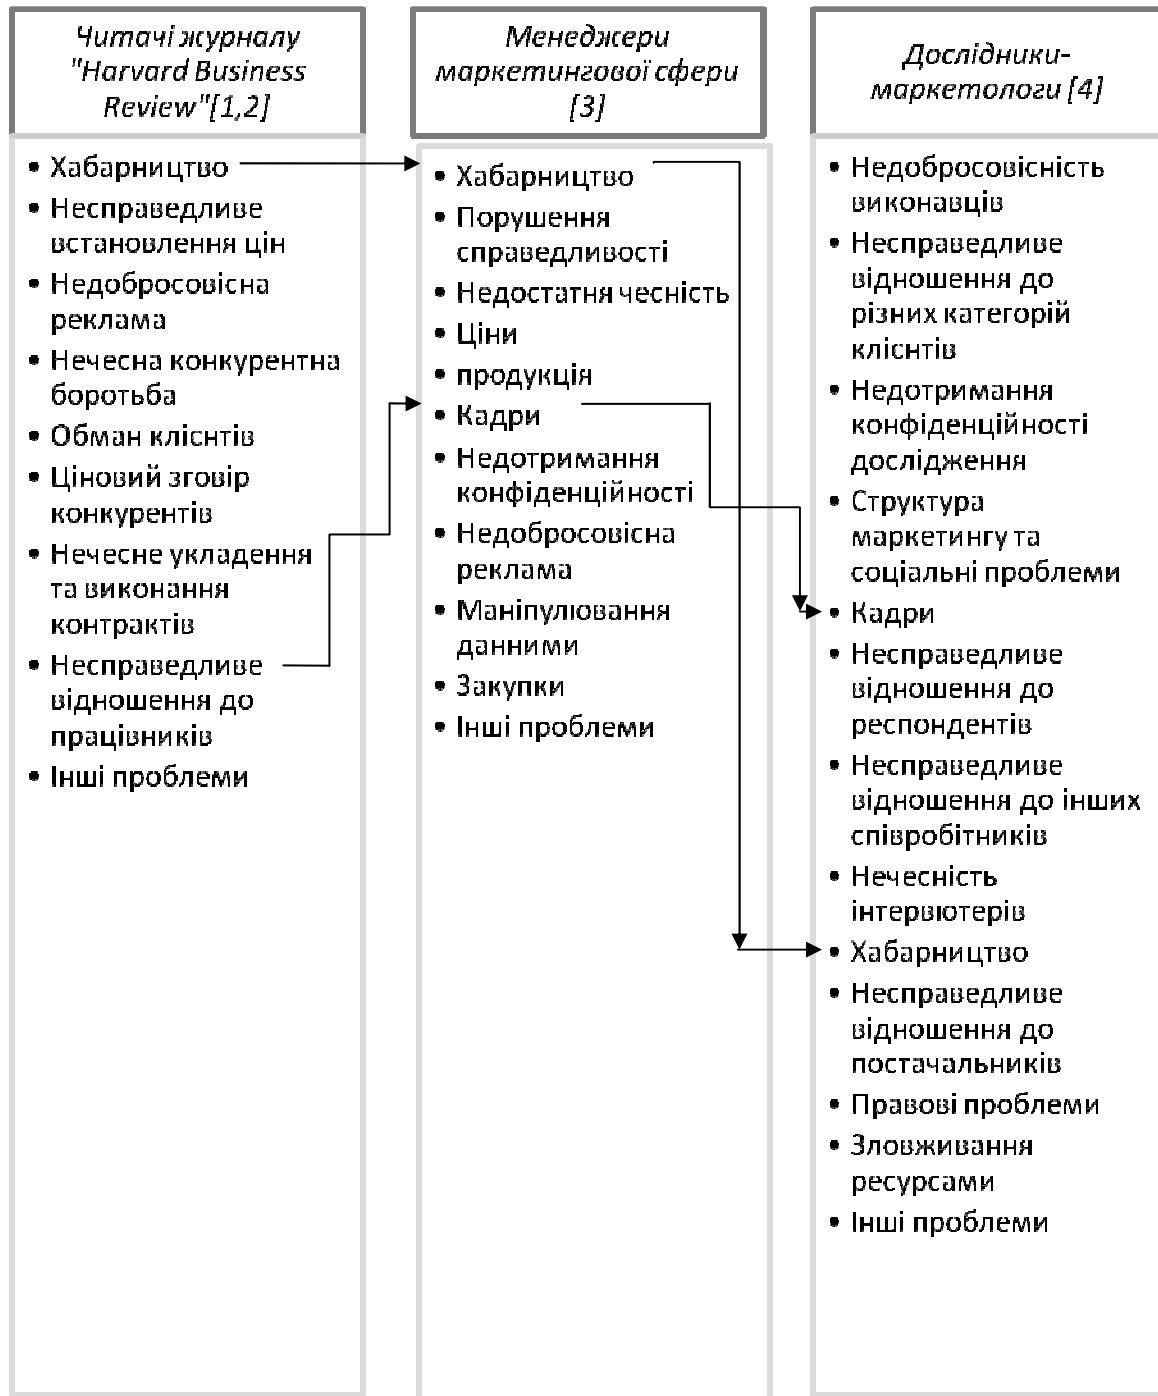 Читачі журналу
"Harvard Business
Review"[1,2]
• Хабарництво
• Несправедливе
встановлення цін
• Недобросовісна
реклама
• Нечесна конкурентна
боротьба
• Обман клієнтів
• Ціновий зговір
конкурентів
• Нечесне укладення
та виконання
контрактів
• Несправедливе
відношення до
працівників
• Інші проблеми
Менеджери
маркетингової сфери
[3]
• Хабарництво
• Порушення
справедливості
• Недостатня чесність
• Ціни
• продукція
• Кадри
• Недотримання
конфіденційності
• Недобросовісна
реклама
• Маніпулювання
данними
• Закупки
• Інші проблеми
Дослідники-
маркетологи [4]
• Недобросовісність
виконавців
• Несправедливе
відношення до
різних категорій
клієнтів
• Недотримання
конфіденційності
дослідження
• Структура
маркетингу та
соціальні проблеми
• Кадри
• Несправедливе
відношення до
респондентів
• Несправедливе
відношення до інших
співробітників
• Нечесність
інтервютерів
• Хабарництво
• Несправедливе
відношення до
постачальників
• Правові проблеми
• Зловживання
ресурсами
• Інші проблеми